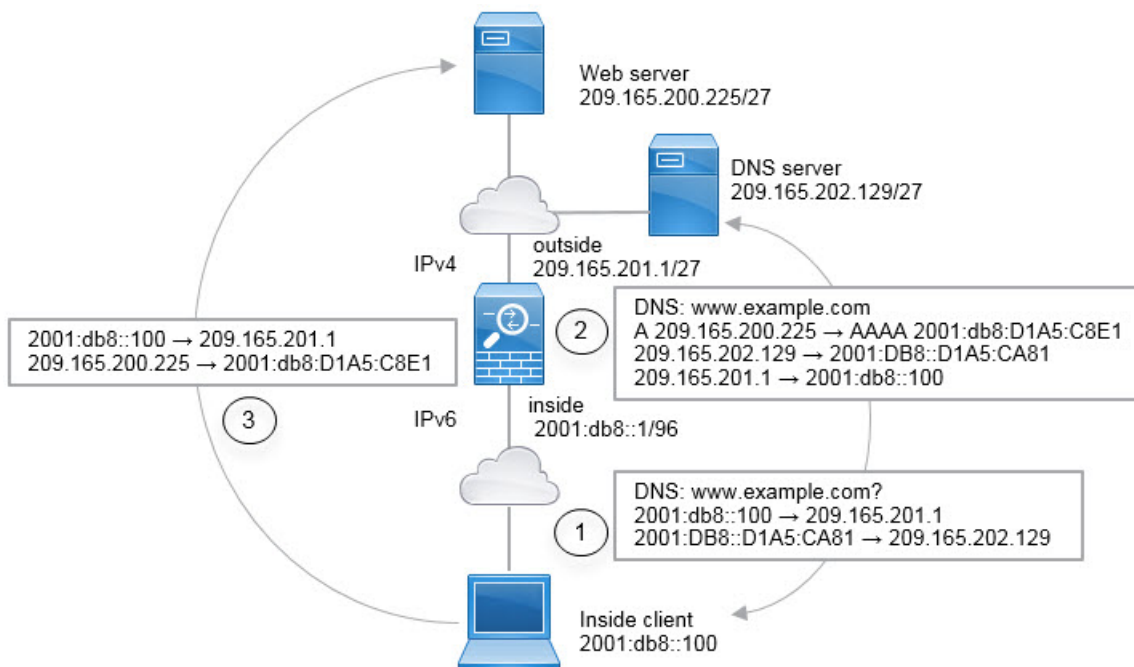 Web server
209.165.200.225/27
DNS server
209.165.202.129/27
IPv4
outside
209.165.201.1/27
2
DNS: www.example.com
A 209.165.200.225 → AAAA 2001:db8:D1A5:C8E1
209.165.202.129 → 2001:DB8::D1A5:CA81
209.165.201.1 → 2001:db8::100
2001:db8::100 → 209.165.201.1
209.165.200.225 → 2001:db8:D1A5:C8E1
3
IPv6
inside
2001:db8::1/96
1
DNS: www.example.com?
2001:db8::100 → 209.165.201.1
2001:DB8::D1A5:CA81 → 209.165.202.129
Inside client
2001:db8::100